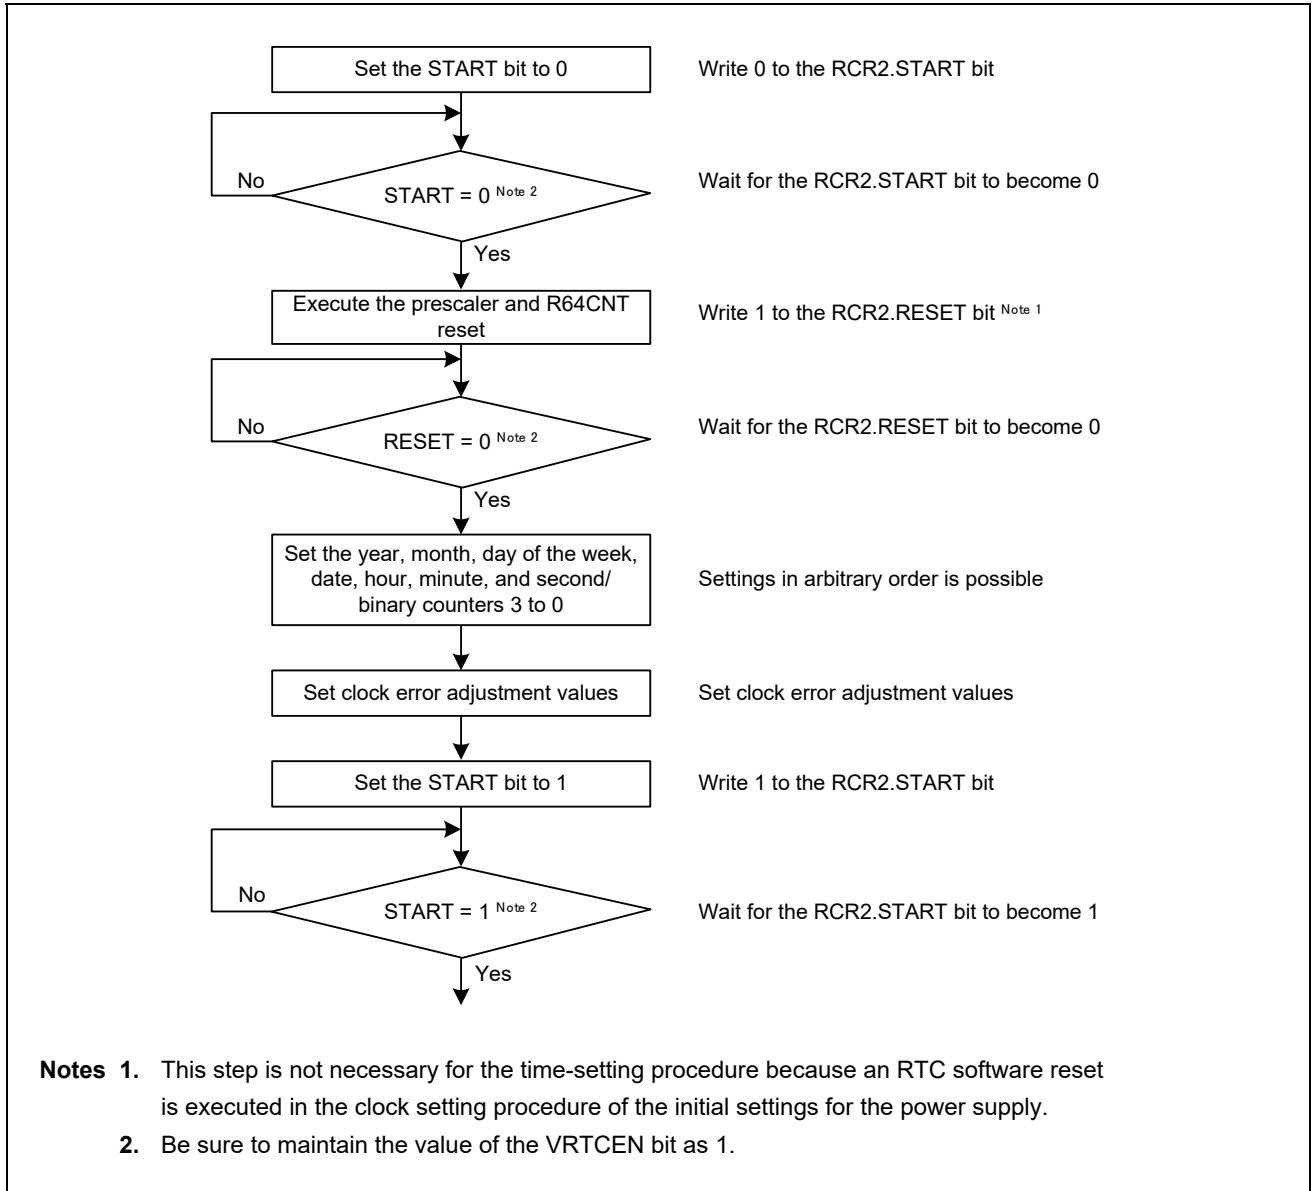 Set the START bit to 0
Write 0 to the RCR2.START bit
No
START = 0 Note 2
Wait for the RCR2.START bit to become 0
Yes
Execute the prescaler and R64CNT
reset
Write 1 to the RCR2.RESET bit Note 1
No
RESET = 0 Note 2
Wait for the RCR2.RESET bit to become 0
Yes
Set the year, month, day of the week,
date, hour, minute, and second/
binary counters 3 to 0
Settings in arbitrary order is possible
Set clock error adjustment values
Set clock error adjustment values
Set the START bit to 1
Write 1 to the RCR2.START bit
No
START = 1 Note 2
Wait for the RCR2.START bit to become 1
Yes
Notes 1. This step is not necessary for the time-setting procedure because an RTC software reset
is executed in the clock setting procedure of the initial settings for the power supply.
2. Be sure to maintain the value of the VRTCEN bit as 1.